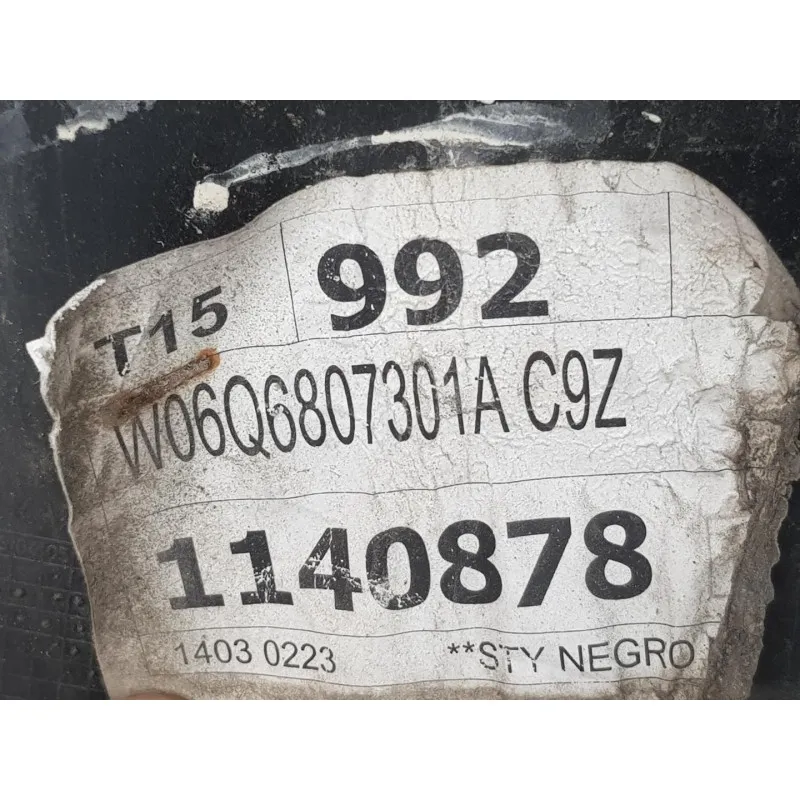 T15 992
W06Q6807301A C9Z
1140878
1403 0223 **STY NEGRO